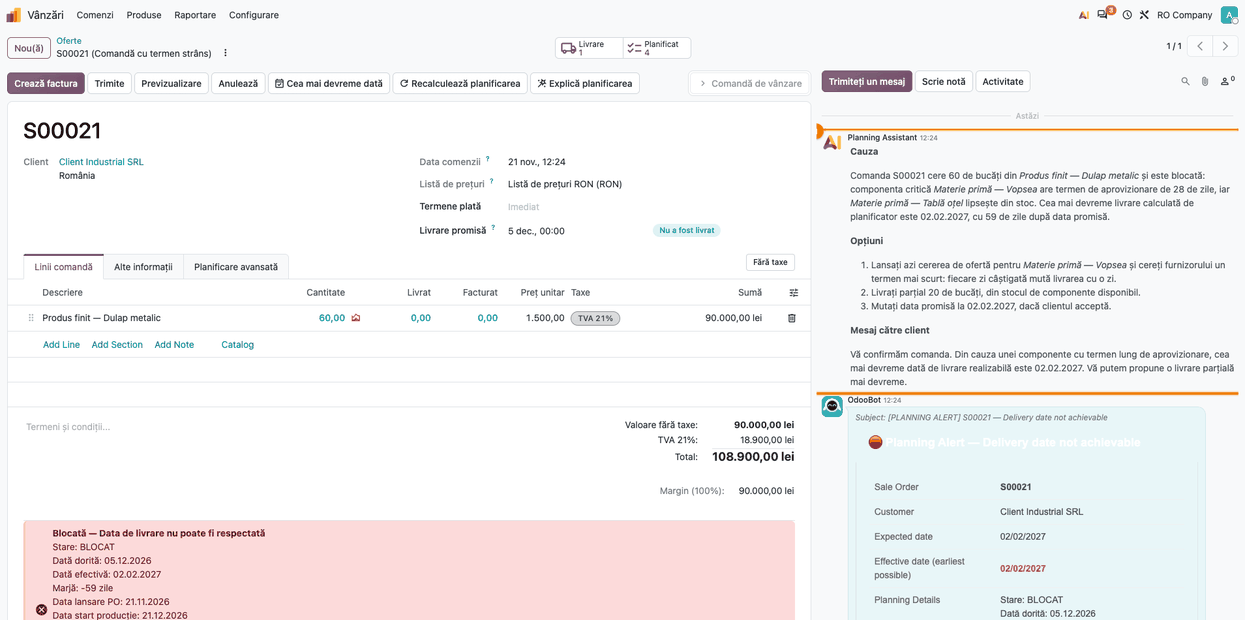 Vânzări Comenzi Produse Raportare Configurare
AI 3 RO Company A
Nou(ă)
Oferte
S00021 (Comandă cu termen strâns)
Livrare
1
Planificat
4
1 / 1
Crează factura Trimite Previzualizare Anulează Cea mai devreme dată Recalculează planificarea Explică planificarea Comandă de vânzare
Trimiteți un mesaj Scrie notă Activitate 0
S00021
Client Client Industrial SRL
România
Data comenzii ? 21 nov., 12:24
Listă de prețuri ? Listă de prețuri RON (RON)
Termene plată Imediat
Livrare promisă ? 5 dec., 00:00 Nu a fost livrat
Linii comandă Alte informații Planificare avansată Fără taxe
Descriere Cantitate Livrat Facturat Preț unitar Taxe Sumă
Produs finit — Dulap metalic 60,00 0,00 0,00 1.500,00 TVA 21% 90.000,00 lei
Add Line Add Section Add Note Catalog
Termeni și condiții...
Valoare fără taxe: 90.000,00 lei
TVA 21%: 18.900,00 lei
Total: 108.900,00 lei
Margin (100%): 90.000,00 lei
Blocată — Data de livrare nu poate fi respectată
Stare: BLOCAT
Dată dorită: 05.12.2026
Dată efectivă: 02.02.2027
Marjă: -59 zile
Data lansare PO: 21.11.2026
Data start producție: 21.12.2026
Astăzi
AI
Planning Assistant 12:24
Cauza
Comanda S00021 cere 60 de bucăți din Produs finit — Dulap metalic și este blocată:
componenta critică Materie primă — Vopsea are termen de aprovizionare de 28 de zile, iar
Materie primă — Tablă oțel lipsește din stoc. Cea mai devreme livrare calculată de
planificator este 02.02.2027, cu 59 de zile după data promisă.
Opțiuni
1. Lansați azi cererea de ofertă pentru Materie primă — Vopsea și cereți furnizorului un
termen mai scurt: fiecare zi câștigată mută livrarea cu o zi.
2. Livrați parțial 20 de bucăți, din stocul de componente disponibil.
3. Mutați data promisă la 02.02.2027, dacă clientul acceptă.
Mesaj către client
Vă confirmăm comanda. Din cauza unei componente cu termen lung de aprovizionare, cea
mai devreme dată de livrare realizabilă este 02.02.2027. Vă putem propune o livrare parțială
mai devreme.
OdooBot 12:24
Subject: [PLANNING ALERT] S00021 — Delivery date not achievable
Planning Alert — Delivery date not achievable
Sale Order S00021
Customer Client Industrial SRL
Expected date 02/02/2027
Effective date (earliest
possible) 02/02/2027
Planning Details Stare: BLOCAT
Dată dorită: 05.12.2026